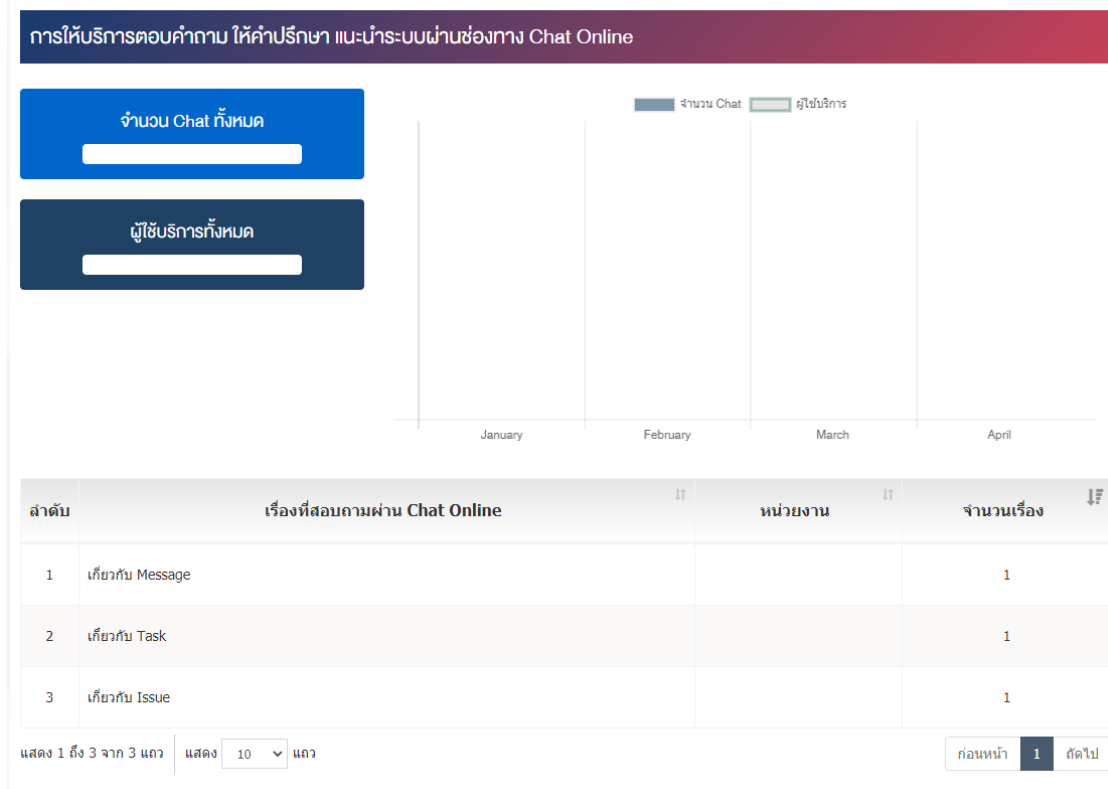 การให้บริการตอบคำถาม ให้คำปรึกษา แนะนำระบบผ่านช่องทาง Chat Online
จำนวน Chat ทั้งหมด
ผู้ใช้บริการทั้งหมด
จำนวน Chat ผู้ใช้บริการ
January February March April
ลำดับ เรื่องที่สอบถามผ่าน Chat Online หน่วยงาน จำนวนเรื่อง
1 เกี่ยวกับ Message 1
2 เกี่ยวกับ Task 1
3 เกี่ยวกับ Issue 1
แสดง 1 ถึง 3 จาก 3 แถว แสดง 10 แถว ก่อนหน้า 1 ถัดไป